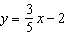 y = 3/5 x − 2